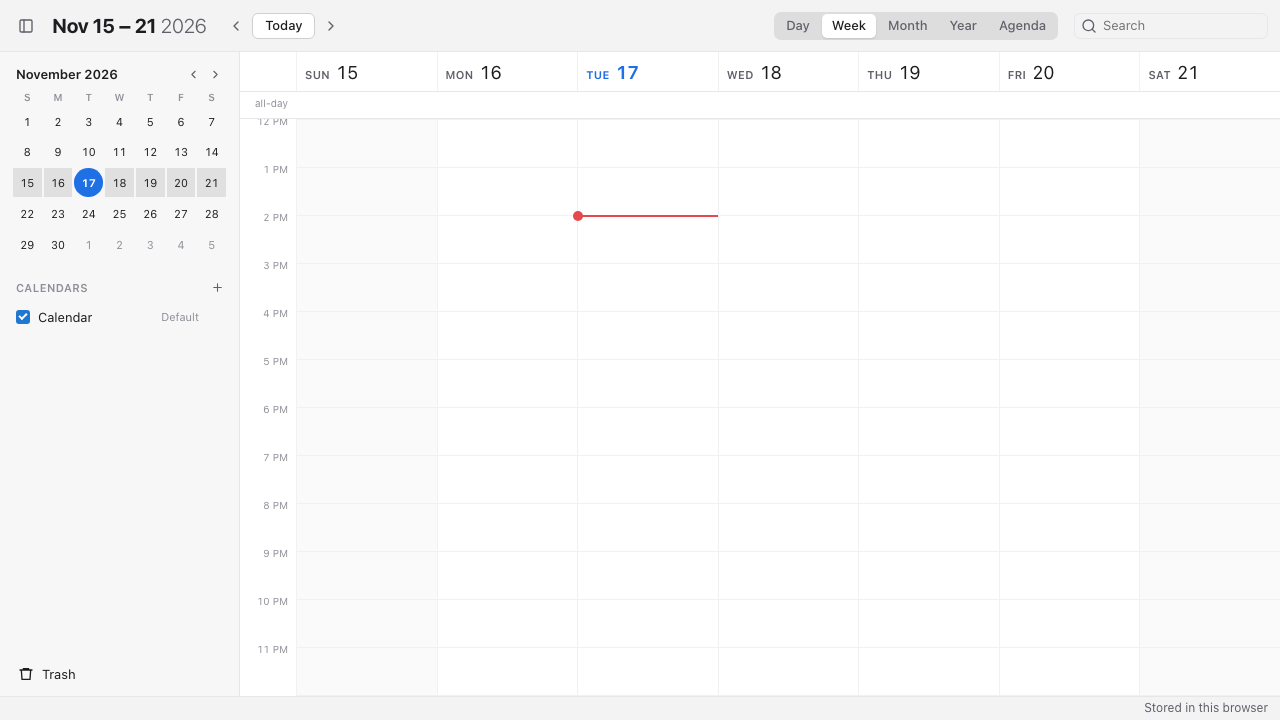 Nov 15 – 21 2026
Today
Day Week Month Year Agenda
Search
November 2026
S M T W T F S
1 2 3 4 5 6 7
8 9 10 11 12 13 14
15 16 17 18 19 20 21
22 23 24 25 26 27 28
29 30 1 2 3 4 5
CALENDARS
Calendar Default
Trash
SUN 15 MON 16 TUE 17 WED 18 THU 19 FRI 20 SAT 21
all-day
12 PM
1 PM
2 PM
3 PM
4 PM
5 PM
6 PM
7 PM
8 PM
9 PM
10 PM
11 PM
Stored in this browser